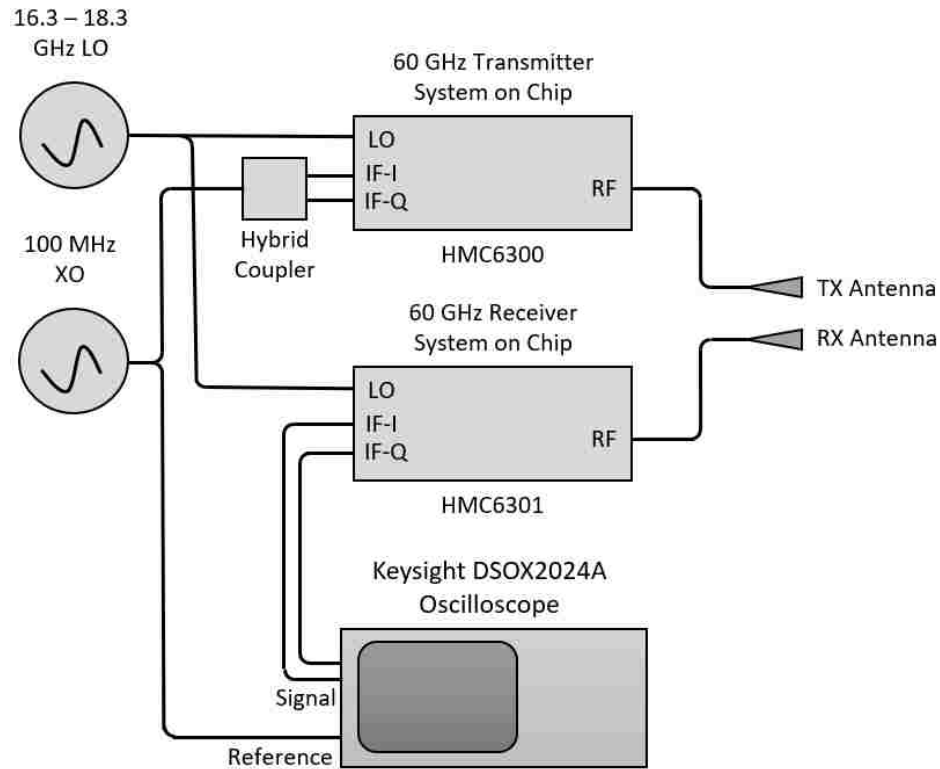 16.3 – 18.3
GHz LO
60 GHz Transmitter
System on Chip
LO
IF-I
IF-Q
RF
Hybrid
Coupler
HMC6300
100 MHz
XO
TX Antenna
60 GHz Receiver
System on Chip
RX Antenna
LO
IF-I
IF-Q
RF
HMC6301
Keysight DSOX2024A
Oscilloscope
Signal
Reference